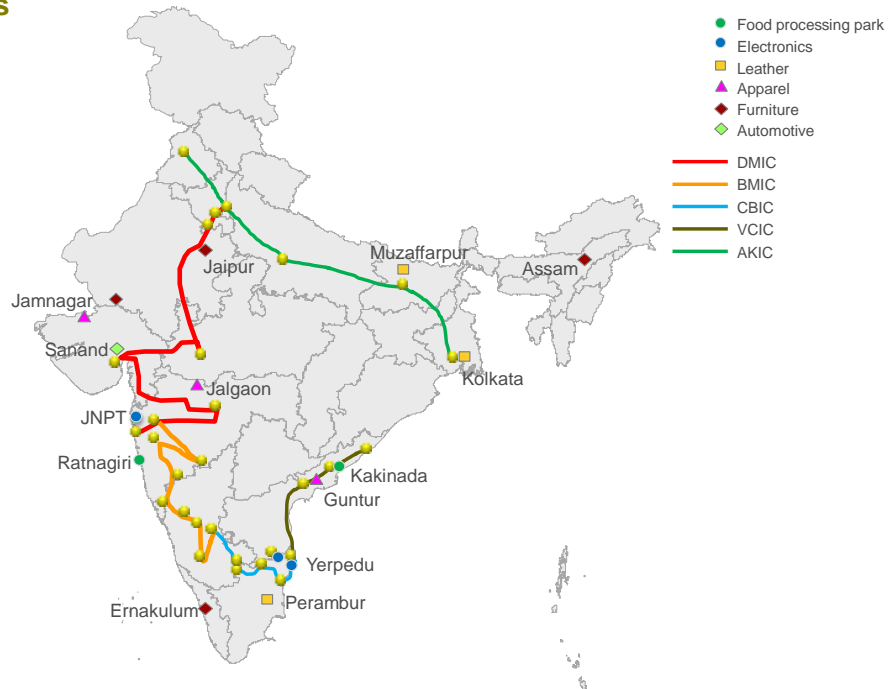 s
Food processing park
Electronics
Leather
Apparel
Furniture
Automotive
DMIC
BMIC
CBIC
VCIC
AKIC
Muzaffarpur
Assam
Jaipur
Jamnagar
Sanand
Kolkata
Jalgaon
JNPT
Ratnagiri
Kakinada
Guntur
Yerpedu
Perambur
Ernakulum